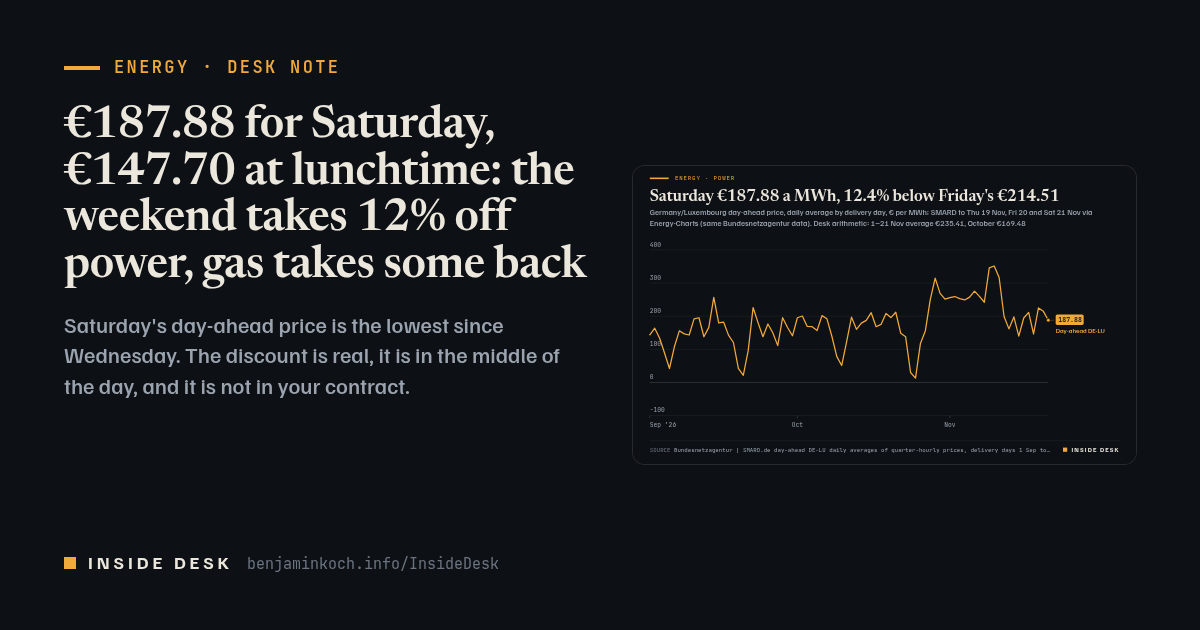 ENERGY · DESK NOTE
€187.88 for Saturday,
€147.70 at lunchtime: the
weekend takes 12% off
power, gas takes some back
Saturday's day-ahead price is the lowest since
Wednesday. The discount is real, it is in the middle of
the day, and it is not in your contract.
ENERGY · POWER
Saturday €187.88 a MWh, 12.4% below Friday's €214.51
Germany/Luxembourg day-ahead price, daily average by delivery day, € per MWh: SMARD to Thu 19 Nov, Fri 20 and Sat 21 Nov via
Energy-Charts (same Bundesnetzagentur data). Desk arithmetic: 1–21 Nov average €235.41, October €169.48
400
300
200
100
0
-100
187.88
Day-ahead DE-LU
Sep '26
Oct
Nov
SOURCE Bundesnetzagentur | SMARD.de day-ahead DE-LU daily averages of quarter-hourly prices, delivery days 1 Sep to…
INSIDE DESK
INSIDE DESK benjaminkoch.info/InsideDesk